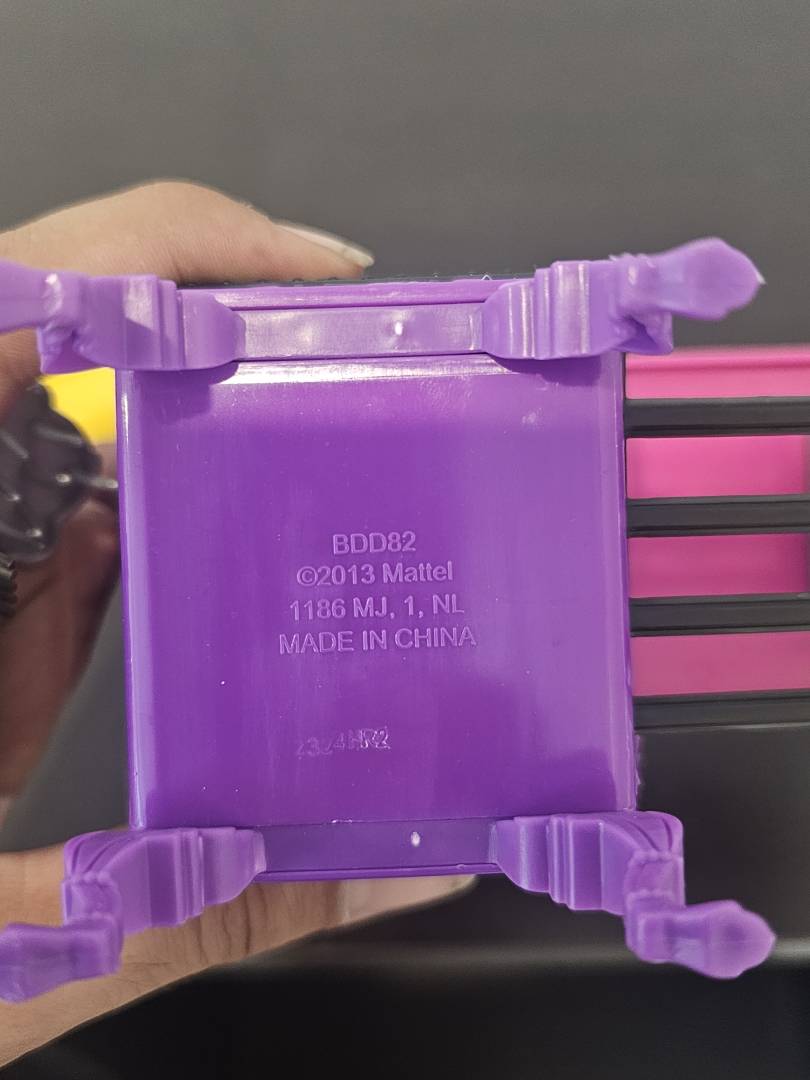 BDD82
©2013 Mattel
1186 MJ, 1, NL
MADE IN CHINA